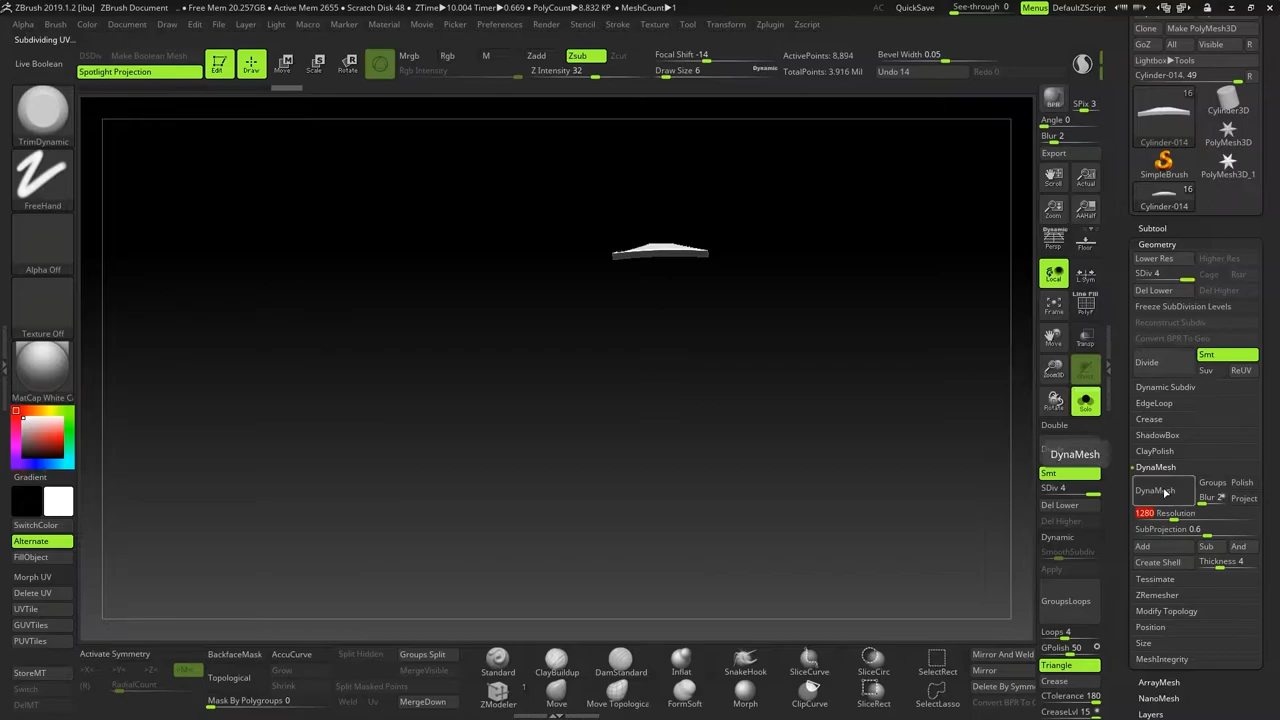 ZBrush 2019.1.2 [ibu] .. ● Free Mem 20.257GB ● Active Mem 2655 ● Scratch Disk 48 ● ZTime▶10.004 Timer▶0.669 ● PolyCount▶8.832 KP ● MeshCount▶1
AC QuickSave See-through 0 Menus DefaultZScript
Alpha Brush Color Document Draw Edit File Layer Light Macro Marker Material Movie Picker Preferences Render Stencil Stroke Texture Tool Transform Zplugin Zscript
Subdividing UV...
DSDiv Make Boolean Mesh
Live Boolean
Spotlight Projection
Edit Draw Move Scale Rotate
Mrgb Rgb M Zadd Zsub Zcut
Rgb Intensity Z Intensity 32
Focal Shift -14
Draw Size 6 Dynamic
ActivePoints: 8,894
TotalPoints: 3.916 Mil
Bevel Width 0.05
Undo 14 Redo 0
TrimDynamic
FreeHand
Alpha Off
Texture Off
MatCap White C
Gradient
SwitchColor
Alternate
FillObject
Morph UV
Delete UV
UVTile
GUVTiles
PUVTiles
StoreMT
Switch
DelMT
BPR SPix 3
Angle 0
Blur 2
Export
Scroll Actual
Zoom AAHalf
Dynamic
Persp Floor
Local L.Sym
Line Fill
Frame PolyF
Move Transp
Zoom3D
Rotate Solo
Double
DynaMesh
Smt
SDiv 4
Del Lower
Del Higher
Dynamic
SmoothSubdiv
Apply
GroupsLoops
Loops 4
GPolish 50
Triangle
Crease
CTolerance 180
CreaseLvl 15
Clone Make PolyMesh3D
GoZ All Visible R
Lightbox▶Tools
Cylinder-014. 49 R
16
Cylinder-014 Cylinder3D
PolyMesh3D
SimpleBrush PolyMesh3D_1
16
Cylinder-014
Subtool
Geometry
Lower Res Higher Res
SDiv 4 Cage Rstr
Del Lower Del Higher
Freeze SubDivision Levels
Reconstruct Subdiv
Convert BPR To Geo
Divide Smt
Suv ReUV
Dynamic Subdiv
EdgeLoop
Crease
ShadowBox
ClayPolish
DynaMesh
DynaMesh Groups Polish
Blur 2 Project
1280 Resolution
SubProjection 0.6
Add Sub And
Create Shell Thickness 4
Tessimate
ZRemesher
Modify Topology
Position
Size
MeshIntegrity
ArrayMesh
NanoMesh
Layers
Activate Symmetry
>X< >Y< >Z< >M<
(R) RadialCount
BackfaceMask AccuCurve
Topological Grow
Shrink
Mask By Polygroups 0
Split Hidden Groups Split
MergeVisible
Split Masked Points
Weld Uv MergeDown
Standard ClayBuildup DamStandard Inflat SnakeHook SliceCurve SliceCirc SelectRect
1
ZModeler Move Move Topologica FormSoft Morph ClipCurve SliceRect SelectLasso
Mirror And Weld
Mirror
Delete By Symme
Convert BPR To G